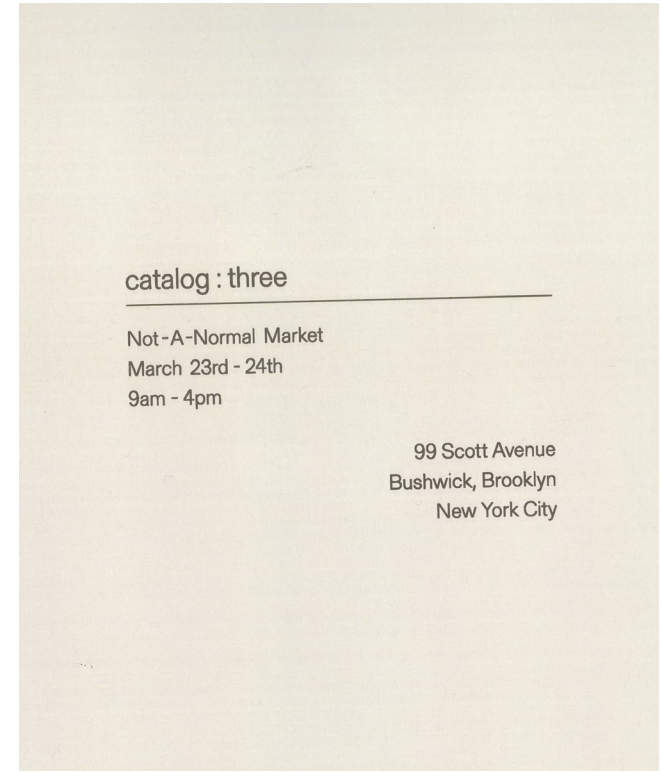 catalog : three
Not-A-Normal Market
March 23rd - 24th
9am - 4pm
99 Scott Avenue
Bushwick, Brooklyn
New York City